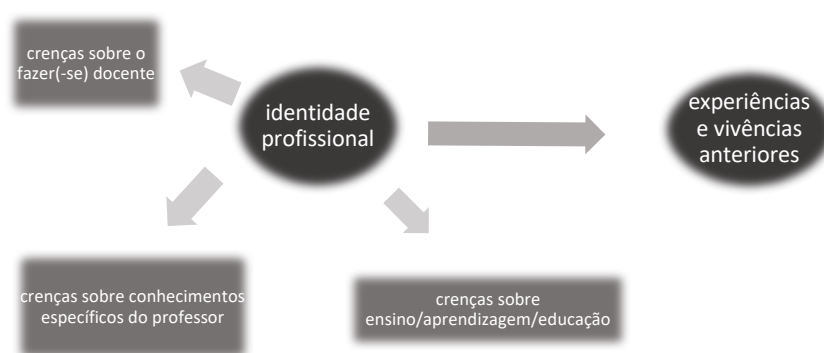 crenças sobre o
fazer(-se) docente
identidade
profissional
experiências
e vivências
anteriores
crenças sobre conhecimentos
específicos do professor
crenças sobre
ensino/aprendizagem/educação